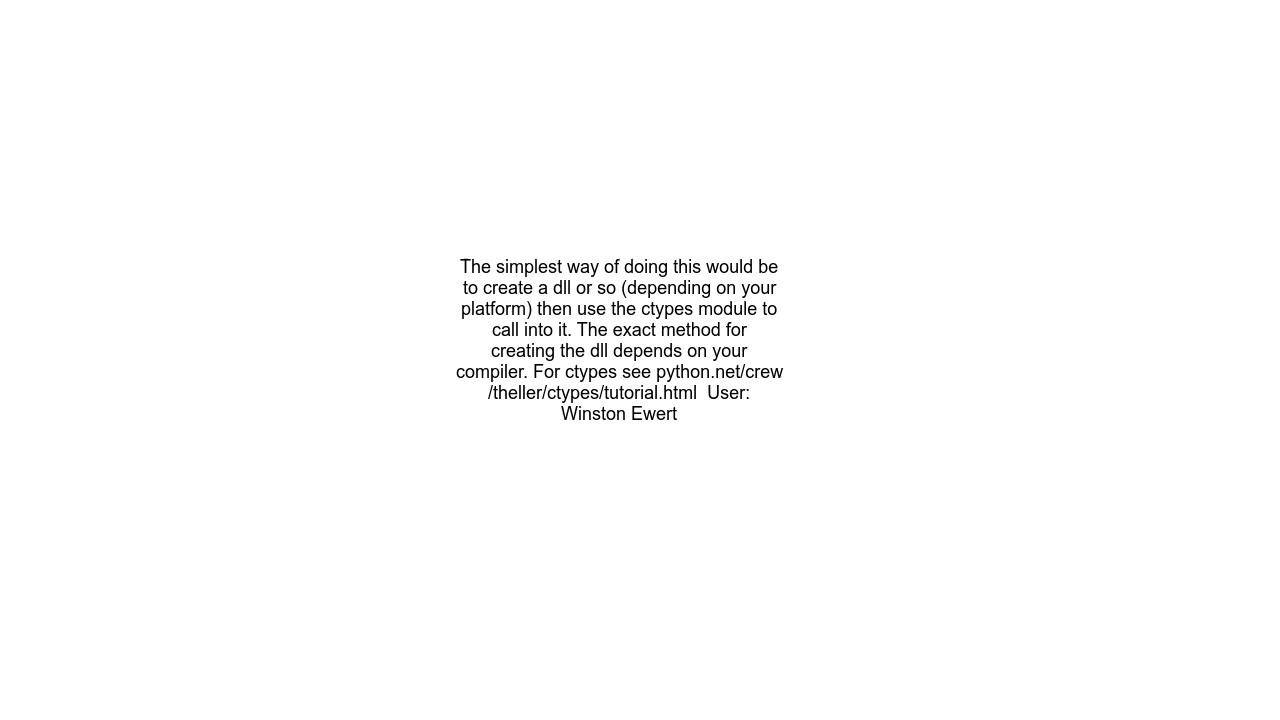 The simplest way of doing this would be
to create a dll or so (depending on your
platform) then use the ctypes module to
call into it. The exact method for
creating the dll depends on your
compiler. For ctypes see python.net/crew
/theller/ctypes/tutorial.html  User:
Winston Ewert